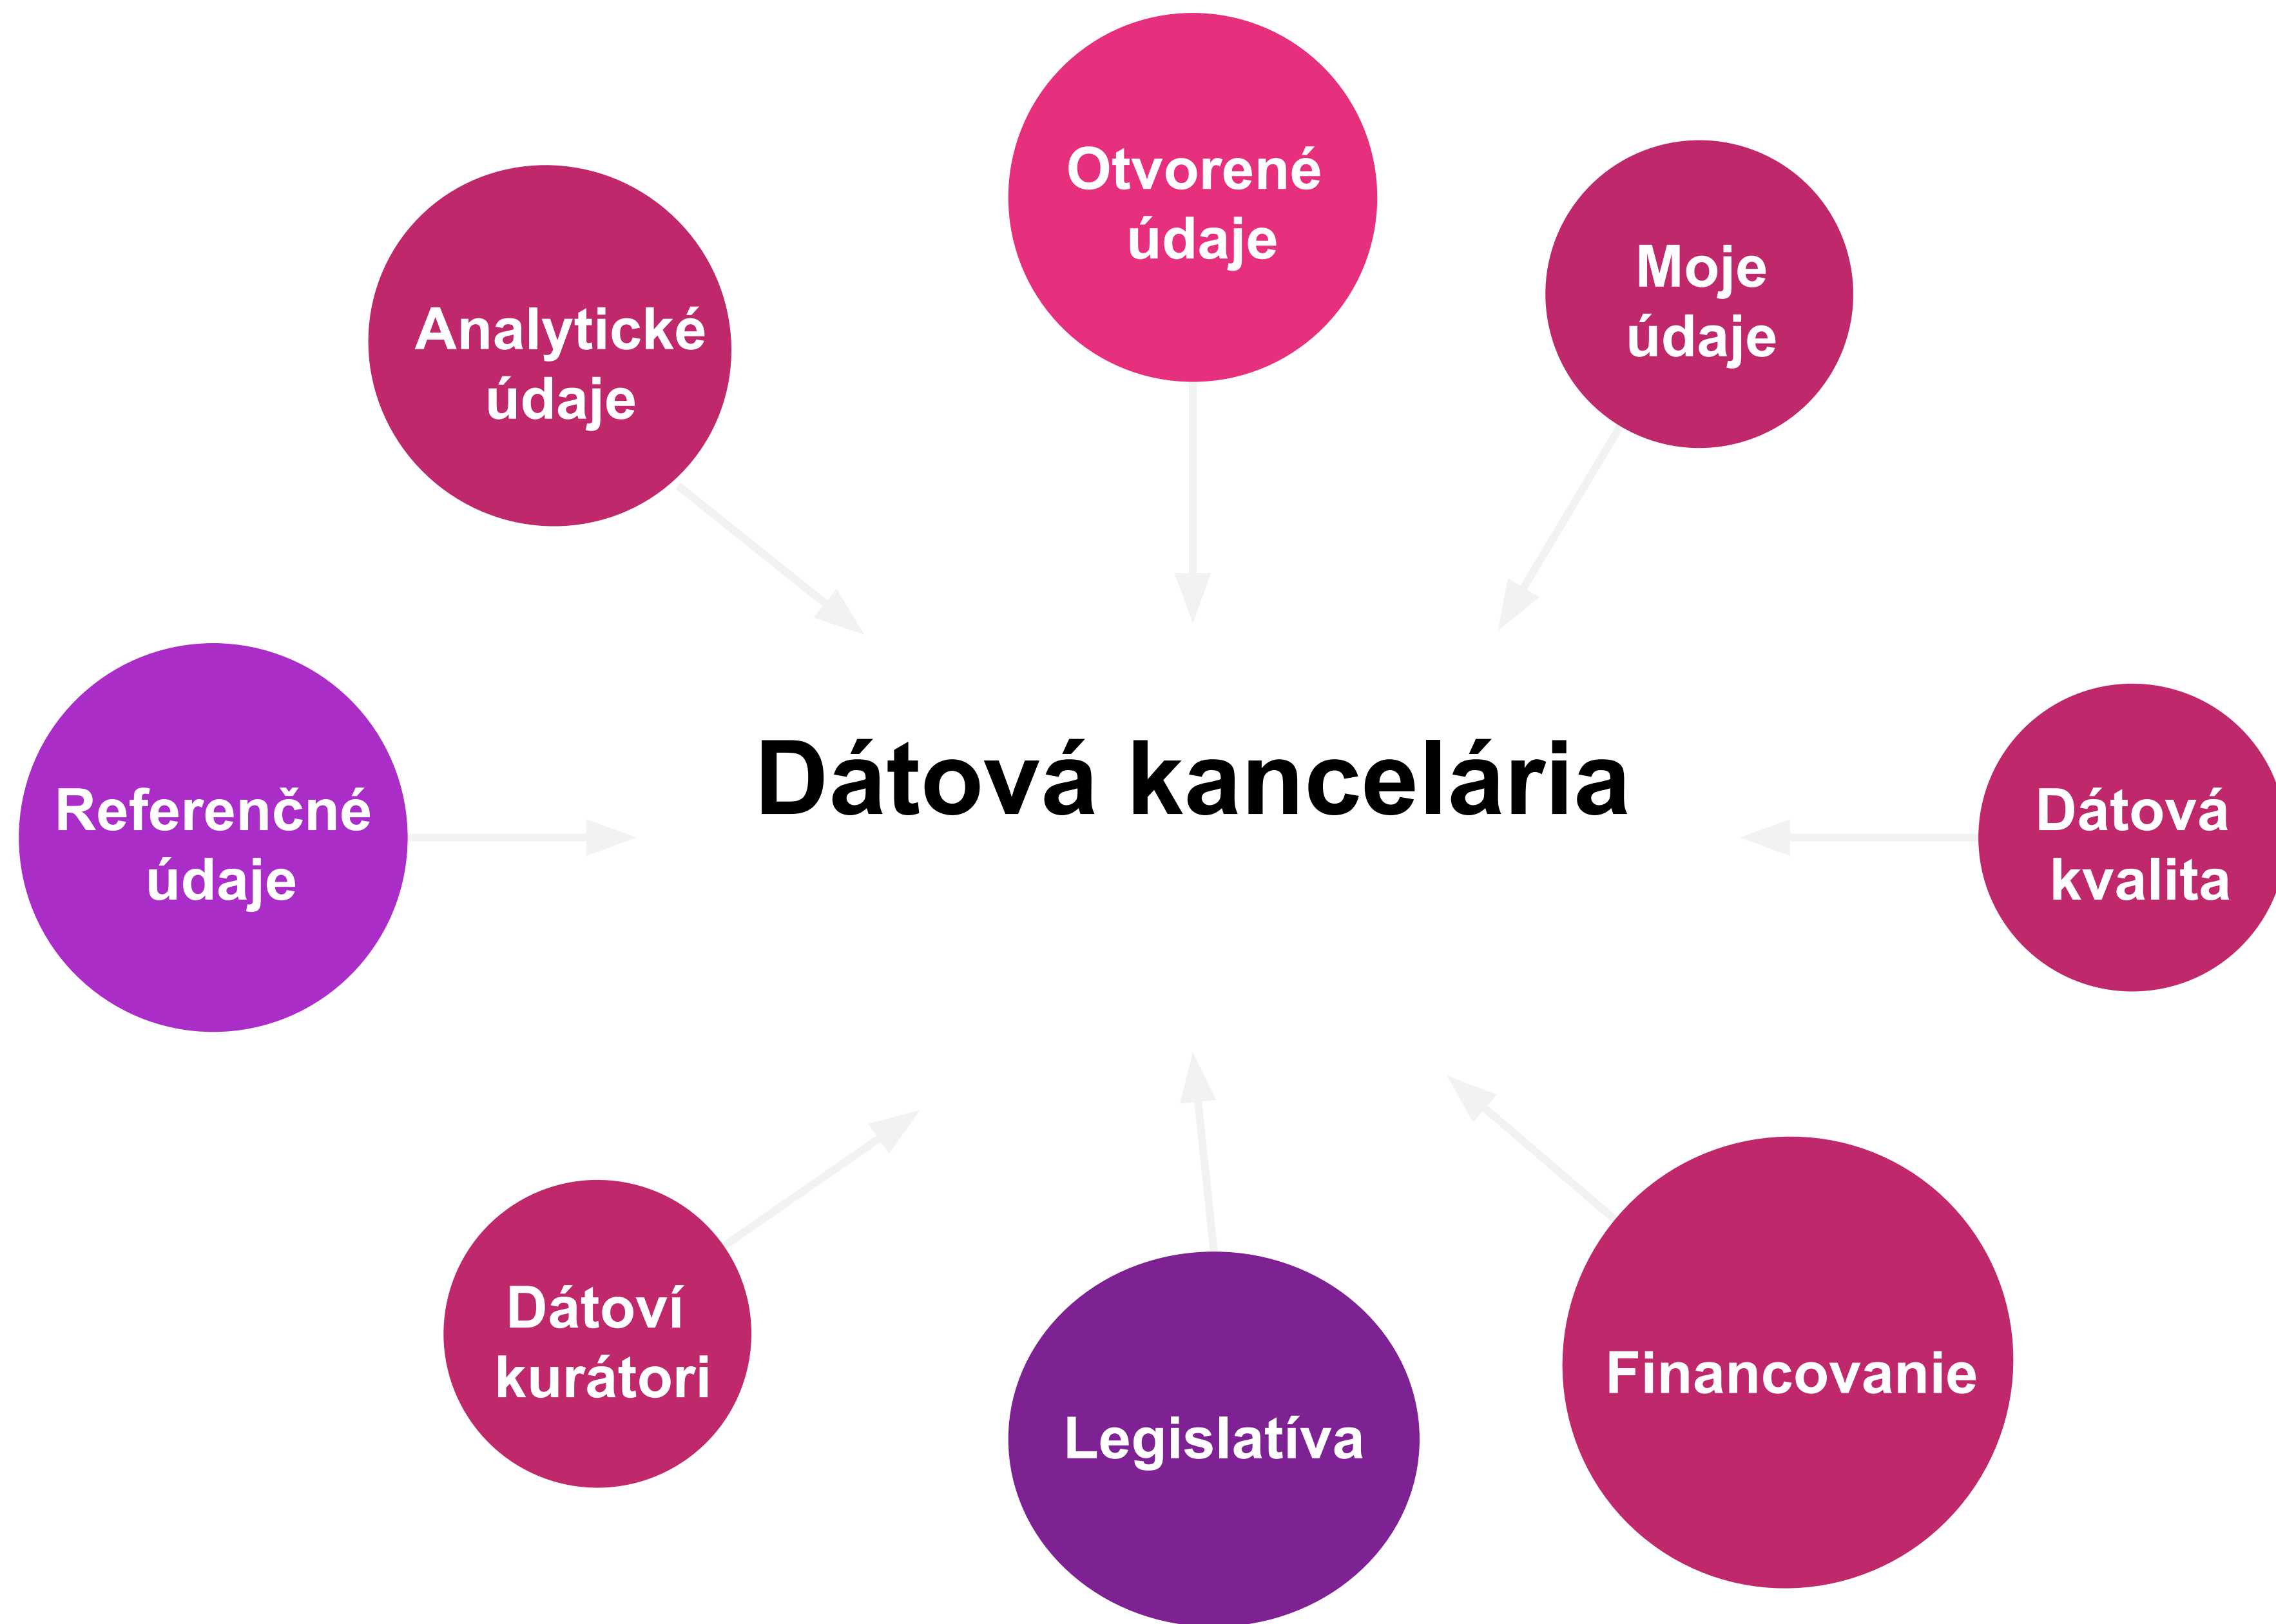 Otvorené
údaje
Moje
údaje
Analytické
údaje
Dátová kancelária
Referenčné
údaje
Dátová
kvalita
Dátoví
kurátori
Legislatíva
Financovanie